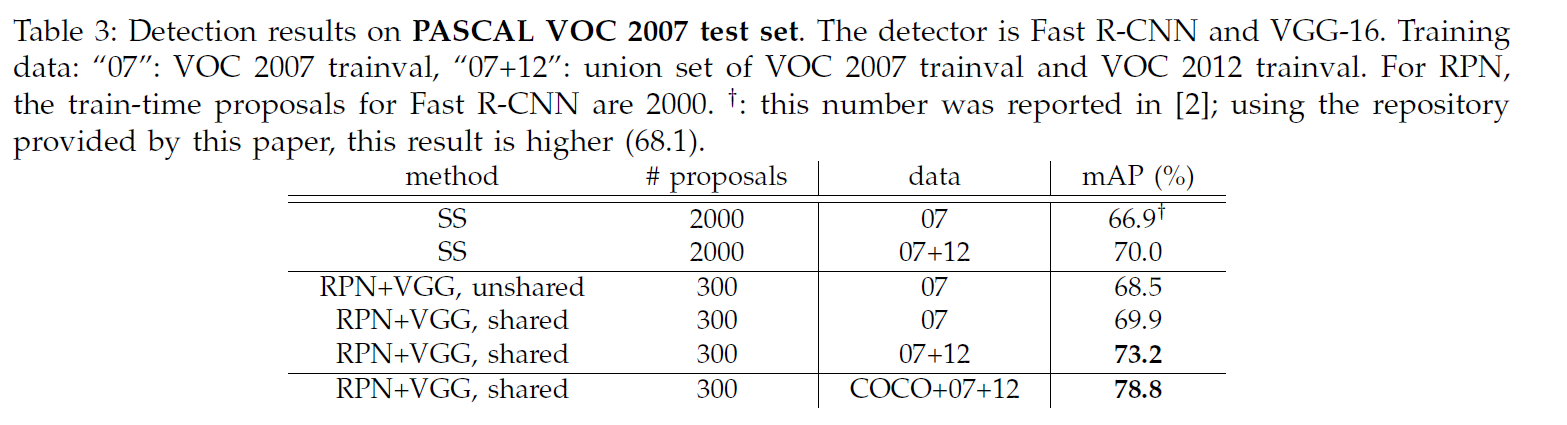 Table 3: Detection results on PASCAL VOC 2007 test set. The detector is Fast R-CNN and VGG-16. Training
data: “07”: VOC 2007 trainval, “07+12”: union set of VOC 2007 trainval and VOC 2012 trainval. For RPN,
the train-time proposals for Fast R-CNN are 2000. †: this number was reported in [2]; using the repository
provided by this paper, this result is higher (68.1).
method # proposals data mAP (%)
SS 2000 07 66.9†
SS 2000 07+12 70.0
RPN+VGG, unshared 300 07 68.5
RPN+VGG, shared 300 07 69.9
RPN+VGG, shared 300 07+12 73.2
RPN+VGG, shared 300 COCO+07+12 78.8